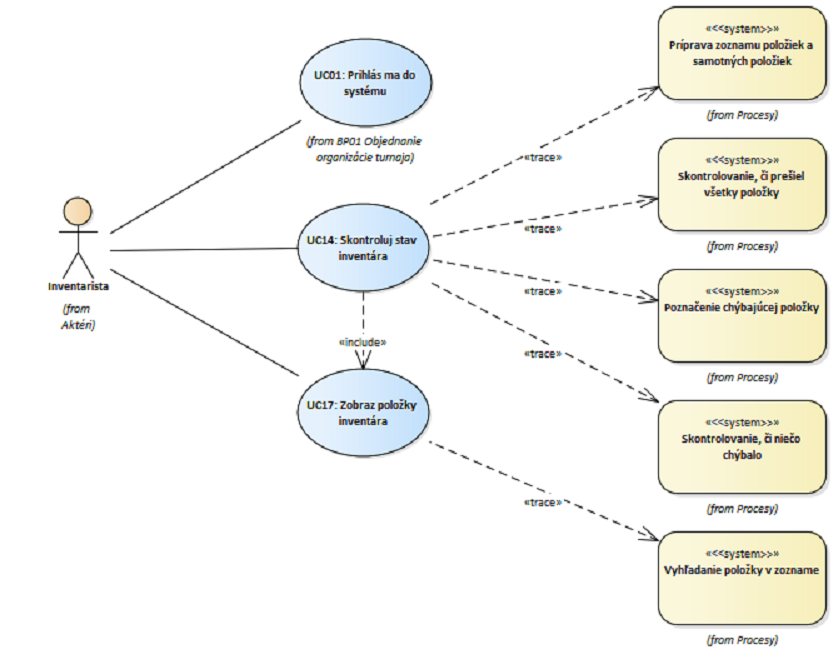 «<<system>>»
Príprava zoznamu položiek a
samotných položiek
(from Procesy)
UC01: Prihlás ma do
systému
(from BP01 Objednanie
organizácie turnaja)
«trace»
«<<system>>»
Skontrolovanie, či prešiel
všetky položky
(from Procesy)
«trace»
UC14: Skontroluj stav
inventára
Inventarista
(from
Aktéri)
«trace»
«<<system>>»
Poznačenie chýbajúcej položky
(from Procesy)
«include»
«trace»
«<<system>>»
Skontrolovanie, či niečo
chýbalo
(from Procesy)
UC17: Zobraz položky
inventára
«trace»
«<<system>>»
Vyhľadanie položky v zozname
(from Procesy)